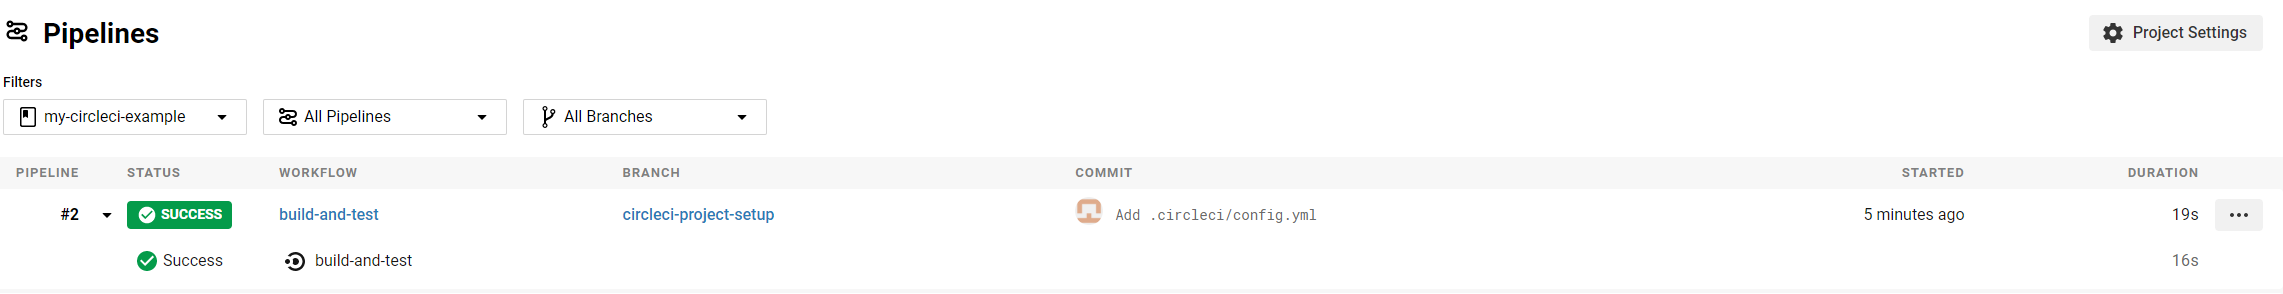 Pipelines
Project Settings
Filters
my-circleci-example
All Pipelines
All Branches
PIPELINE STATUS WORKFLOW BRANCH COMMIT STARTED DURATION
#2 SUCCESS build-and-test circleci-project-setup Add .circleci/config.yml 5 minutes ago 19s
Success build-and-test 16s